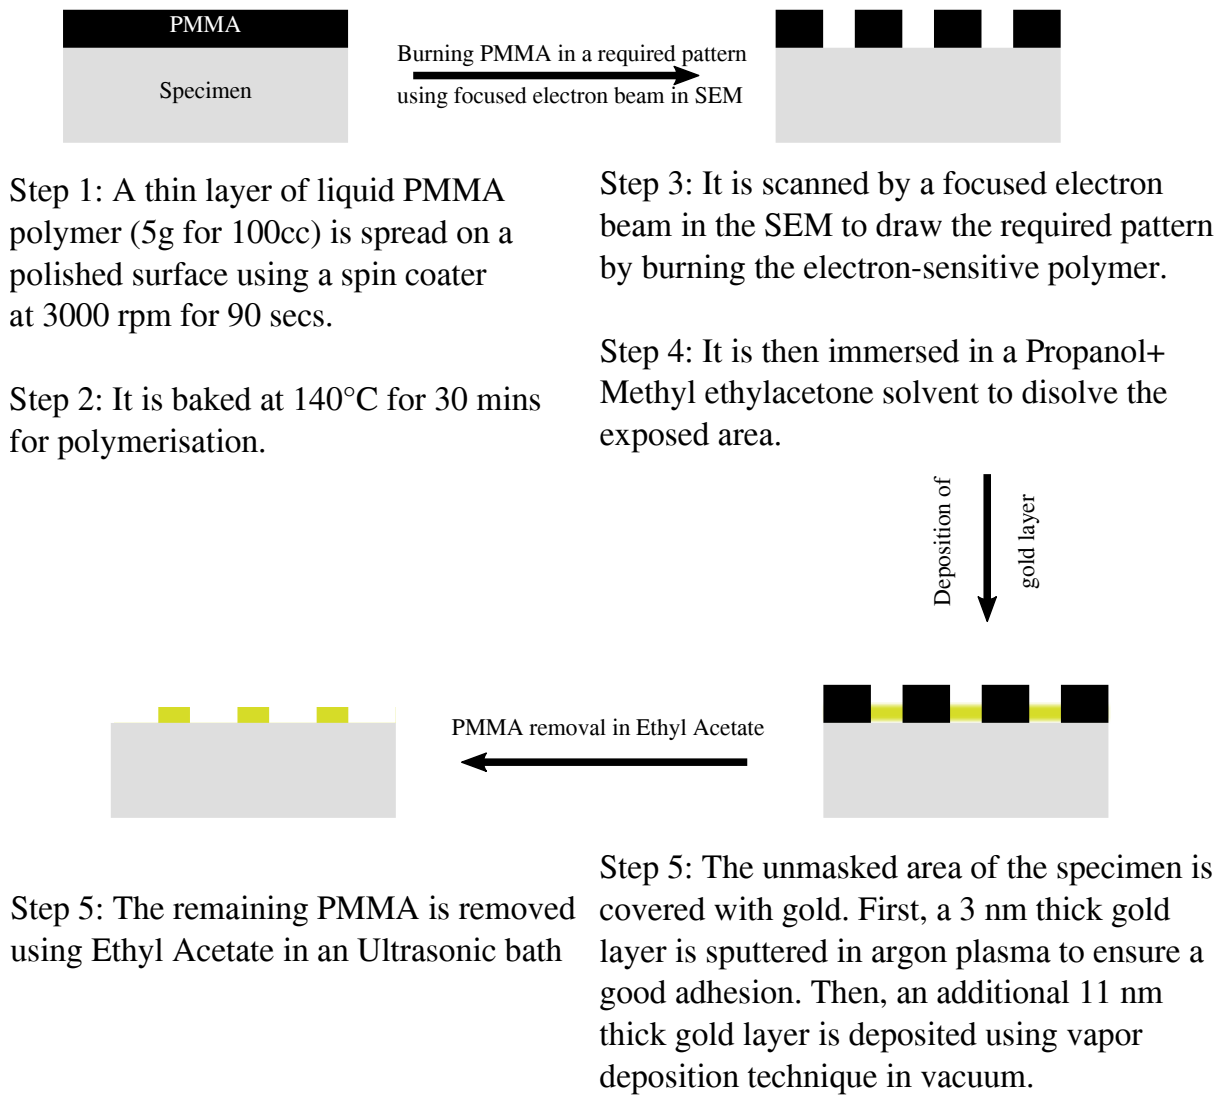 PMMA
Specimen
Burning PMMA in a required pattern
using focused electron beam in SEM
Step 1: A thin layer of liquid PMMA
polymer (5g for 100cc) is spread on a
polished surface using a spin coater
at 3000 rpm for 90 secs.
Step 2: It is baked at 140°C for 30 mins
for polymerisation.
Step 3: It is scanned by a focused electron
beam in the SEM to draw the required pattern
by burning the electron-sensitive polymer.
Step 4: It is then immersed in a Propanol+
Methyl ethylacetone solvent to disolve the
exposed area.
Deposition of
gold layer
PMMA removal in Ethyl Acetate
Step 5: The unmasked area of the specimen is
covered with gold. First, a 3 nm thick gold
layer is sputtered in argon plasma to ensure a
good adhesion. Then, an additional 11 nm
thick gold layer is deposited using vapor
deposition technique in vacuum.
Step 5: The remaining PMMA is removed
using Ethyl Acetate in an Ultrasonic bath